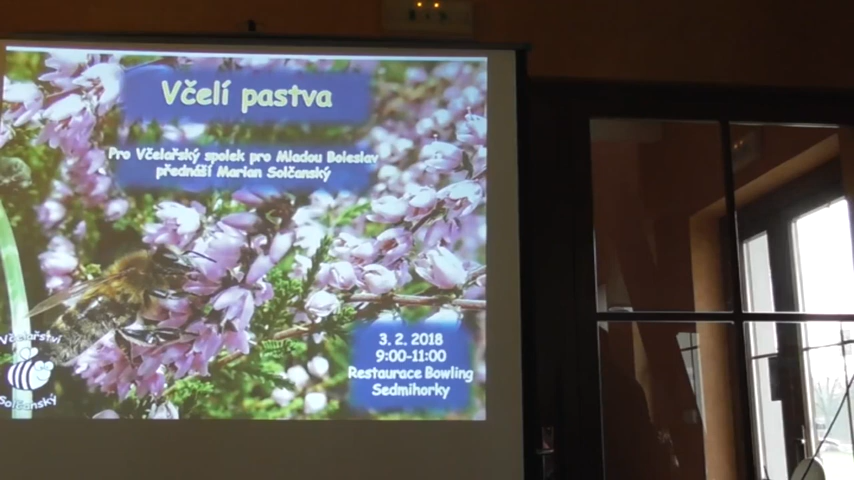 Včelí pastva
Pro Včelařský spolek pro Mladou Boleslav
přednáší Marian Solčanský
3. 2. 2018
9:00-11:00
Restaurace Bowling
Sedmihorky
Včelařství
Solčanský